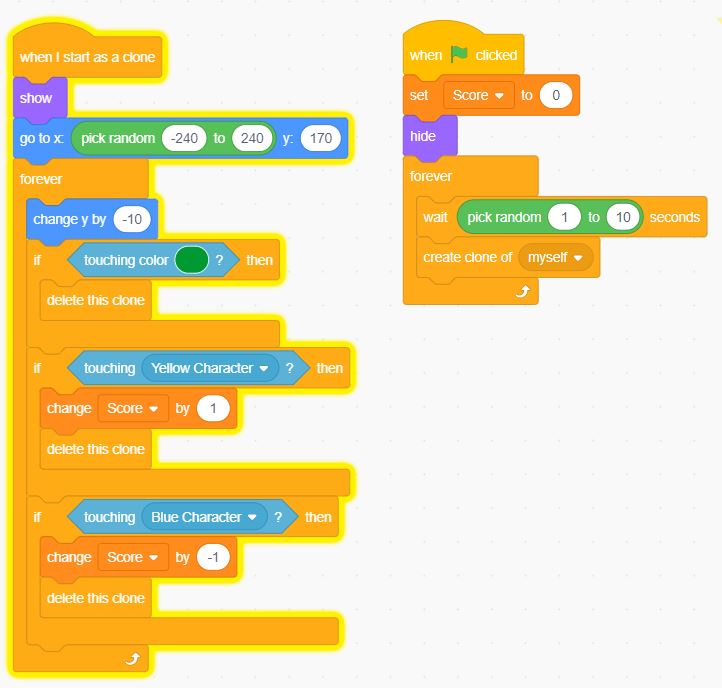 when I start as a clone
show
go to x: pick random -240 to 240 y: 170
forever
change y by -10
if touching color ? then
delete this clone
if touching Yellow Character ? then
change Score by 1
delete this clone
if touching Blue Character ? then
change Score by -1
delete this clone
when clicked
set Score to 0
hide
forever
wait pick random 1 to 10 seconds
create clone of myself